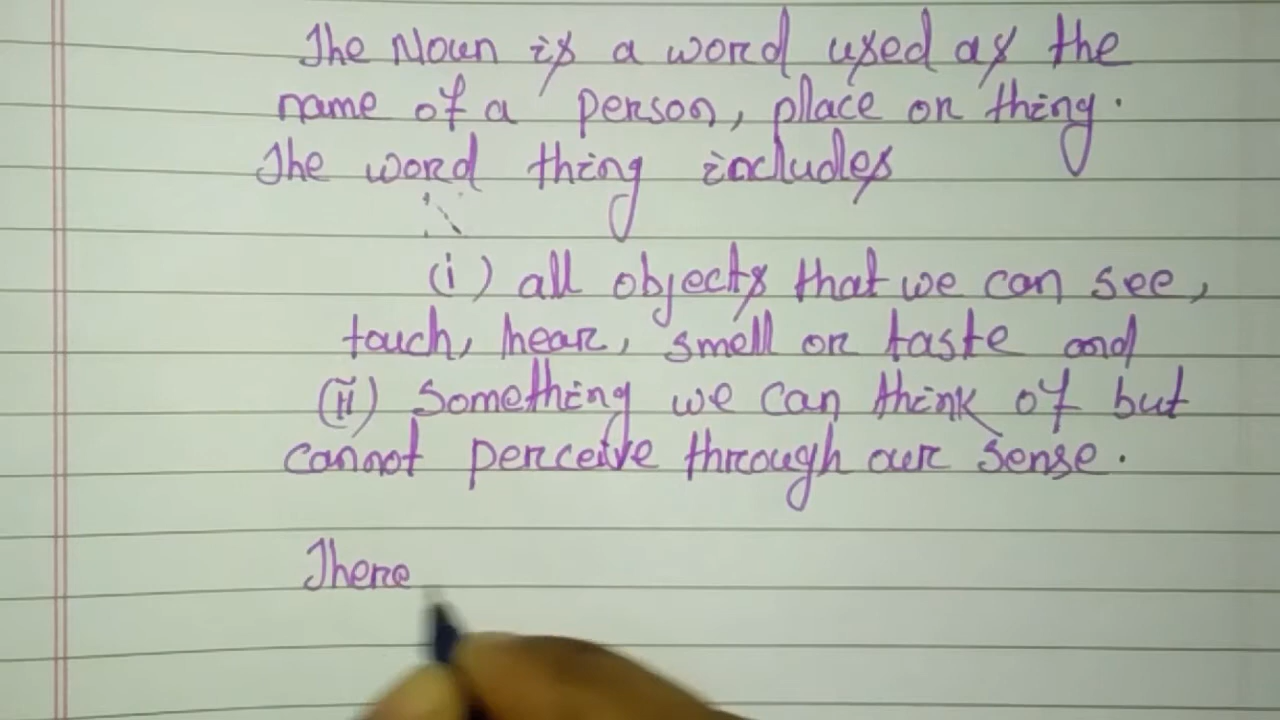 The Noun is a word used as the
name of a person, place or thing.
The word thing includes
(i) all objects that we can see,
touch, hear, smell or taste and
(ii) Something we can think of but
cannot perceive through our sense.
There